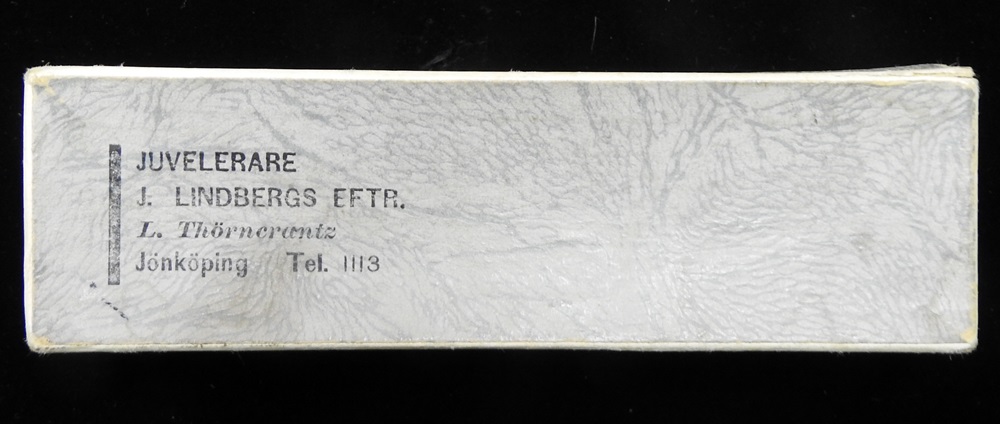 JUVELERARE
J. LINDBERGS EFTR.
L. Thörncrantz
Jönköping Tel. 1113